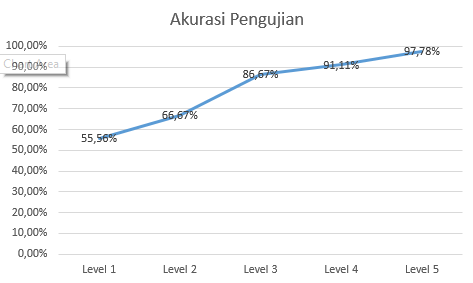 Akurasi Pengujian
100,00%
90,00%
80,00%
70,00%
60,00%
50,00%
40,00%
30,00%
20,00%
10,00%
0,00%
Chart Area
55,56%
66,67%
86,67%
91,11%
97,78%
Level 1
Level 2
Level 3
Level 4
Level 5